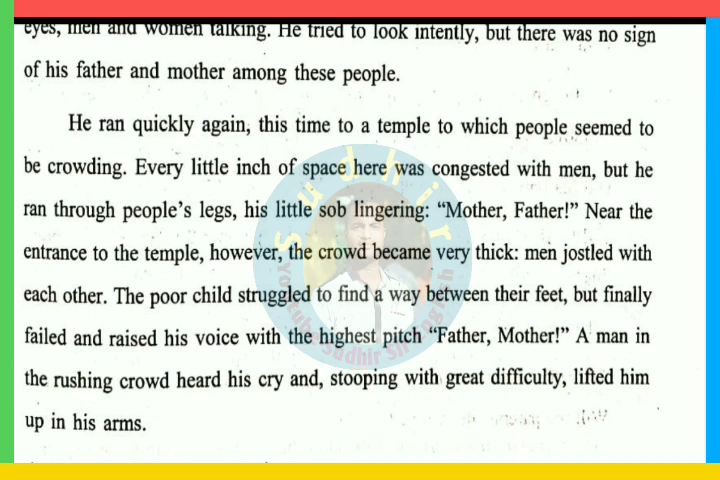 eyes, men and women talking. He tried to look intently, but there was no sign
of his father and mother among these people.
He ran quickly again, this time to a temple to which people seemed to
be crowding. Every little inch of space here was congested with men, but he
ran through people's legs, his little sob lingering: “Mother, Father!” Near the
entrance to the temple, however, the crowd became very thick: men jostled with
each other. The poor child struggled to find a way between their feet, but finally
failed and raised his voice with the highest pitch “Father, Mother!” A man in
the rushing crowd heard his cry and, stooping with great difficulty, lifted him
up in his arms.
Sudhir
youtube Sudhir Sir English